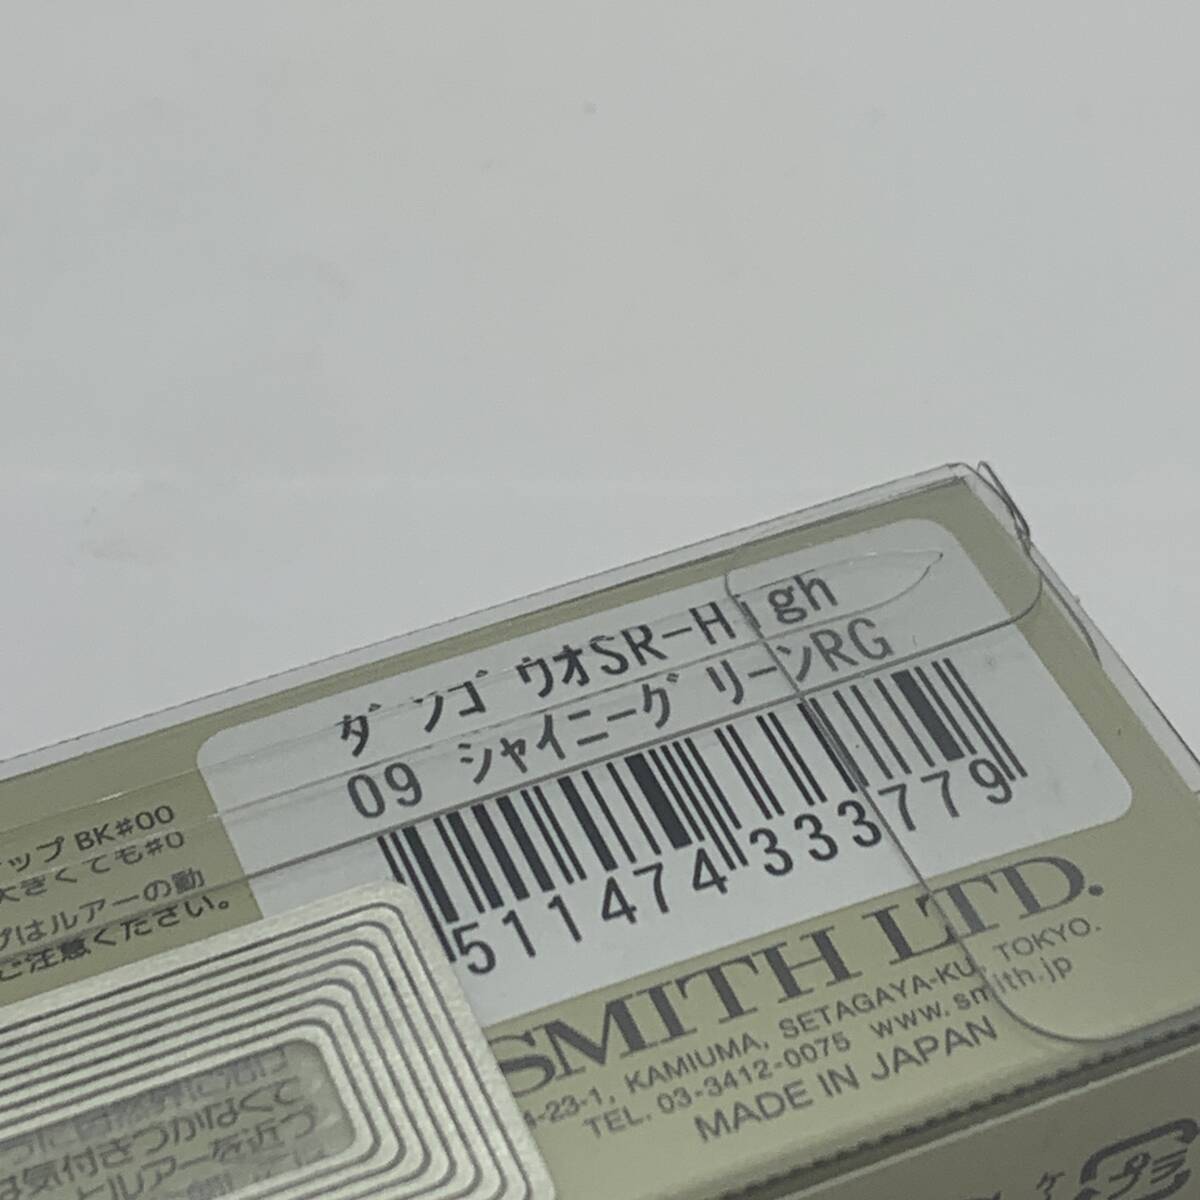 ダンゴウオSR-High
09 シャイニーグリーンRG
511474333779
ップ BK#00
大きくても#0
はルアーの動
ご注意ください。
SMITH LTD.
4-23-1, KAMIUMA, SETAGAYA-KU, TOKYO.
TEL. 03-3412-0075 www.smith.jp
MADE IN JAPAN
気付きづかなくて
トルアーを近づ
プラ